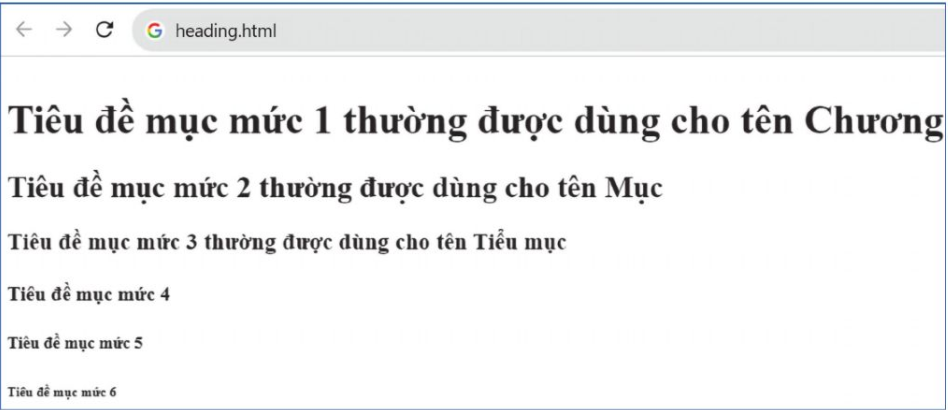 heading.html
Tiêu đề mục mức 1 thường được dùng cho tên Chương
Tiêu đề mục mức 2 thường được dùng cho tên Mục
Tiêu đề mục mức 3 thường được dùng cho tên Tiểu mục
Tiêu đề mục mức 4
Tiêu đề mục mức 5
Tiêu đề mục mức 6